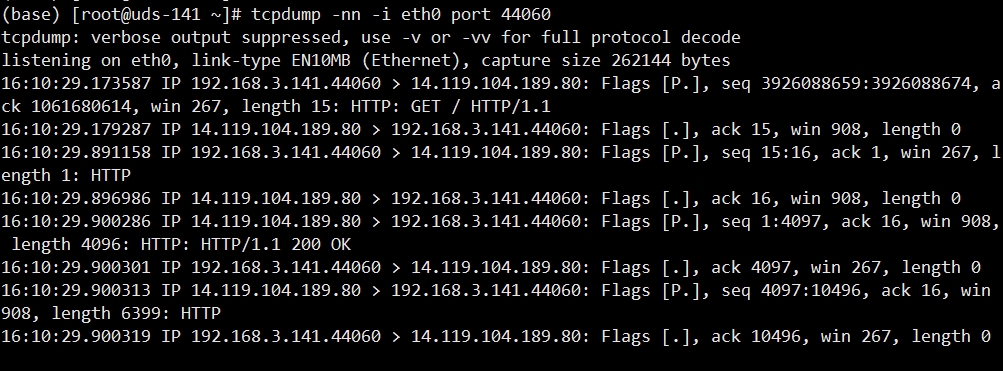 (base) [root@uds-141 ~]# tcpdump -nn -i eth0 port 44060
tcpdump: verbose output suppressed, use -v or -vv for full protocol decode
listening on eth0, link-type EN10MB (Ethernet), capture size 262144 bytes
16:10:29.173587 IP 192.168.3.141.44060 > 14.119.104.189.80: Flags [P.], seq 3926088659:3926088674, a
ck 1061680614, win 267, length 15: HTTP: GET / HTTP/1.1
16:10:29.179287 IP 14.119.104.189.80 > 192.168.3.141.44060: Flags [.], ack 15, win 908, length 0
16:10:29.891158 IP 192.168.3.141.44060 > 14.119.104.189.80: Flags [P.], seq 15:16, ack 1, win 267, l
ength 1: HTTP
16:10:29.896986 IP 14.119.104.189.80 > 192.168.3.141.44060: Flags [.], ack 16, win 908, length 0
16:10:29.900286 IP 14.119.104.189.80 > 192.168.3.141.44060: Flags [P.], seq 1:4097, ack 16, win 908,
 length 4096: HTTP: HTTP/1.1 200 OK
16:10:29.900301 IP 192.168.3.141.44060 > 14.119.104.189.80: Flags [.], ack 4097, win 267, length 0
16:10:29.900313 IP 14.119.104.189.80 > 192.168.3.141.44060: Flags [P.], seq 4097:10496, ack 16, win
908, length 6399: HTTP
16:10:29.900319 IP 192.168.3.141.44060 > 14.119.104.189.80: Flags [.], ack 10496, win 267, length 0